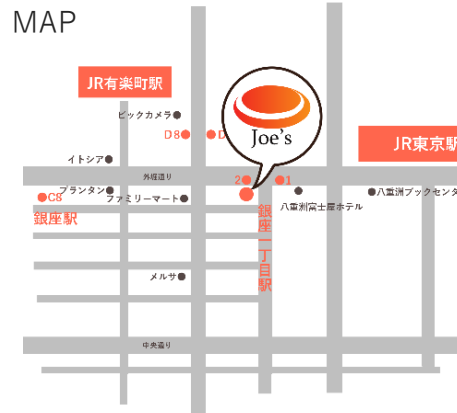 MAP
JR有楽町駅
ビックカメラ
D8
D
Joe's
JR東京駅
イトシア
外堀通り
2
1
プランタン
C8
ファミリーマート
八重洲富士屋ホテル
八重洲ブックセンタ
銀座駅
銀座一丁目駅
メルサ
中央通り